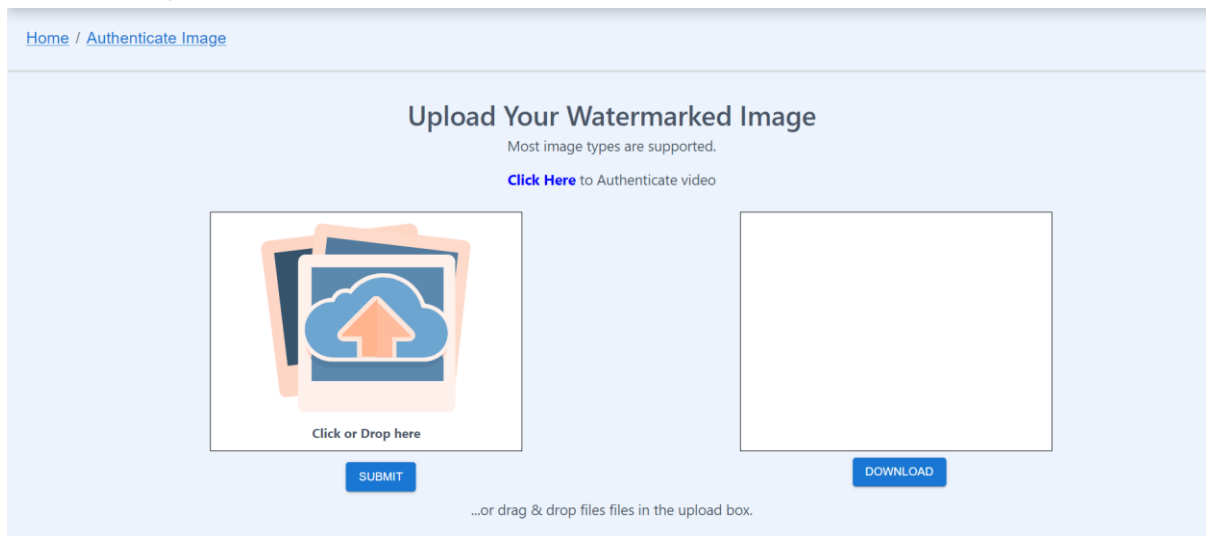 Home / Authenticate Image
Upload Your Watermarked Image
Most image types are supported.
Click Here to Authenticate video
Click or Drop here
SUBMIT
DOWNLOAD
...or drag & drop files files in the upload box.